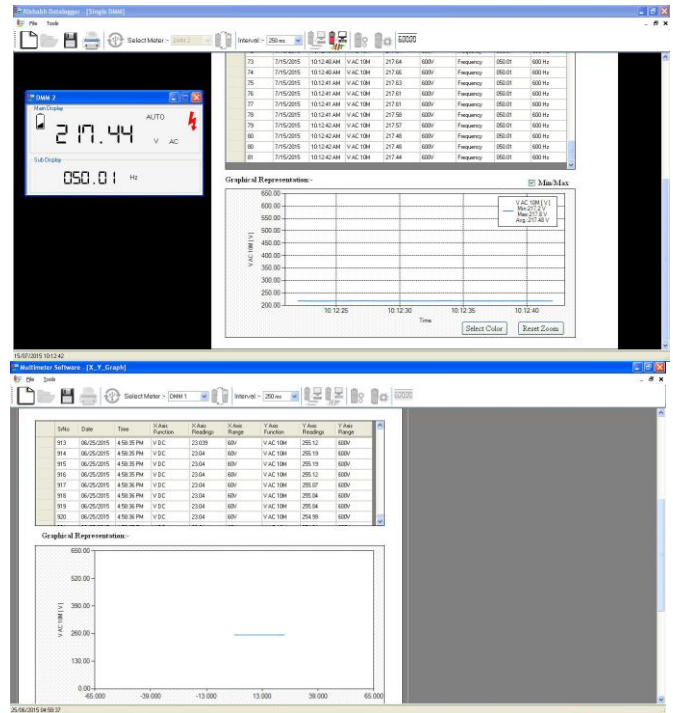 Rishabh Datalogger - [Single DMM]
File Tools
Select Meter :- DMM 2 Interval :- 250 ms
73 7/15/2015 10:12:40 AM V AC 10M 217.64 600V Frequency 050.01 600 Hz
74 7/15/2015 10:12:40 AM V AC 10M 217.66 600V Frequency 050.01 600 Hz
75 7/15/2015 10:12:41 AM V AC 10M 217.63 600V Frequency 050.01 600 Hz
76 7/15/2015 10:12:41 AM V AC 10M 217.61 600V Frequency 050.01 600 Hz
77 7/15/2015 10:12:41 AM V AC 10M 217.61 600V Frequency 050.01 600 Hz
78 7/15/2015 10:12:41 AM V AC 10M 217.58 600V Frequency 050.01 600 Hz
79 7/15/2015 10:12:41 AM V AC 10M 217.57 600V Frequency 050.01 600 Hz
80 7/15/2015 10:12:42 AM V AC 10M 217.48 600V Frequency 050.01 600 Hz
80 7/15/2015 10:12:42 AM V AC 10M 217.48 600V Frequency 050.01 600 Hz
81 7/15/2015 10:12:42 AM V AC 10M 217.44 600V Frequency 050.01 600 Hz
DMM 2
Main Display
AUTO
217.44 V AC
Sub Display
050.01 Hz
Graphical Representation:-
Min/Max
V AC 10M [ V ]
Min:217.2 V
Max:217.8 V
Avg.:217.48 V
650.00
600.00
550.00
500.00
450.00
400.00
350.00
300.00
250.00
200.00
V AC 10M [ V ]
10:12:25 10:12:30 10:12:35 10:12:40
Time
Select Color Reset Zoom
15/07/2015 10:12:42
Multimeter Software - [X_Y_Graph]
File Tools
Select Meter :- DMM 1 Interval :- 250 ms
SrNo Date Time X Axis Function X Axis Readings X Axis Range Y Axis Function Y Axis Readings Y Axis Range
913 06/25/2015 4:58:35 PM V DC 23.039 60V V AC 10M 255.12 600V
914 06/25/2015 4:58:35 PM V DC 23.04 60V V AC 10M 255.19 600V
915 06/25/2015 4:58:35 PM V DC 23.04 60V V AC 10M 255.19 600V
916 06/25/2015 4:58:36 PM V DC 23.04 60V V AC 10M 255.12 600V
917 06/25/2015 4:58:36 PM V DC 23.04 60V V AC 10M 255.07 600V
918 06/25/2015 4:58:36 PM V DC 23.04 60V V AC 10M 255.04 600V
919 06/25/2015 4:58:36 PM V DC 23.04 60V V AC 10M 255.04 600V
920 06/25/2015 4:58:36 PM V DC 23.04 60V V AC 10M 254.99 600V
Graphical Representation:-
650.00
520.00
390.00
260.00
130.00
0.00
V AC 10M [ V ]
-65.000 -39.000 -13.000 13.000 39.000 65.000
25/06/2015 04:58:37